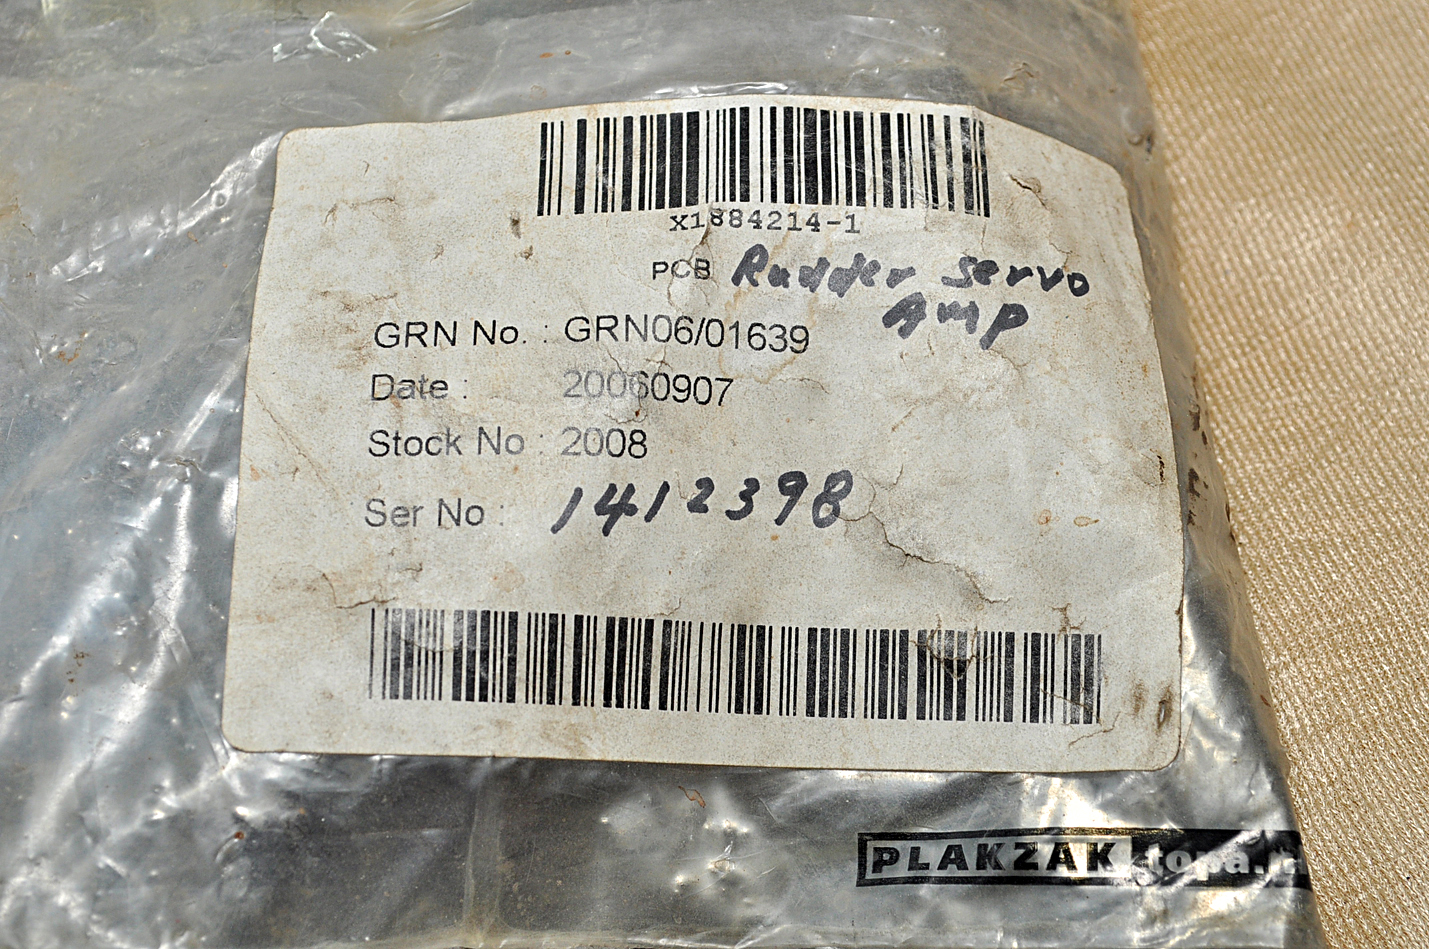 X1884214-1
PCB Rudder servo
Amp
GRN No. : GRN06/01639
Date : 20060907
Stock No : 2008
Ser No : 1412398
PLAKZAK topa.